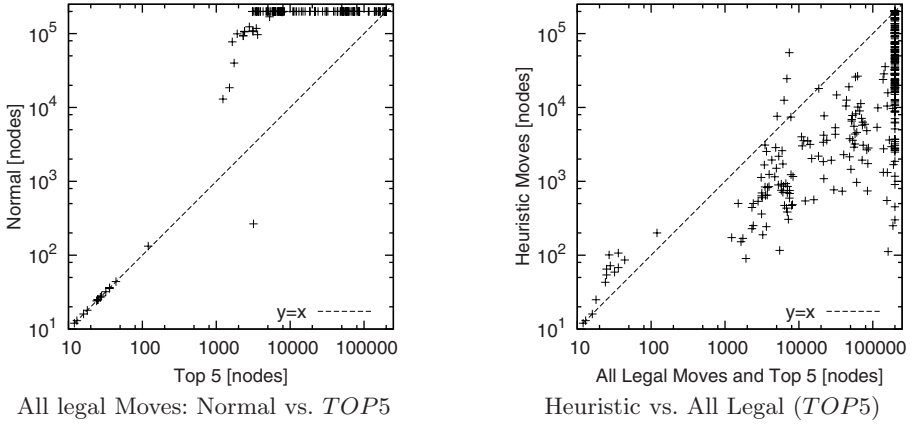 Normal [nodes]
10^5
10^4
10^3
10^2
10^1
10 100 1000 10000 100000
Top 5 [nodes]
y=x
All legal Moves: Normal vs. TOP5
Heuristic Moves [nodes]
10^5
10^4
10^3
10^2
10^1
10 100 1000 10000 100000
All Legal Moves and Top 5 [nodes]
y=x
Heuristic vs. All Legal (TOP5)